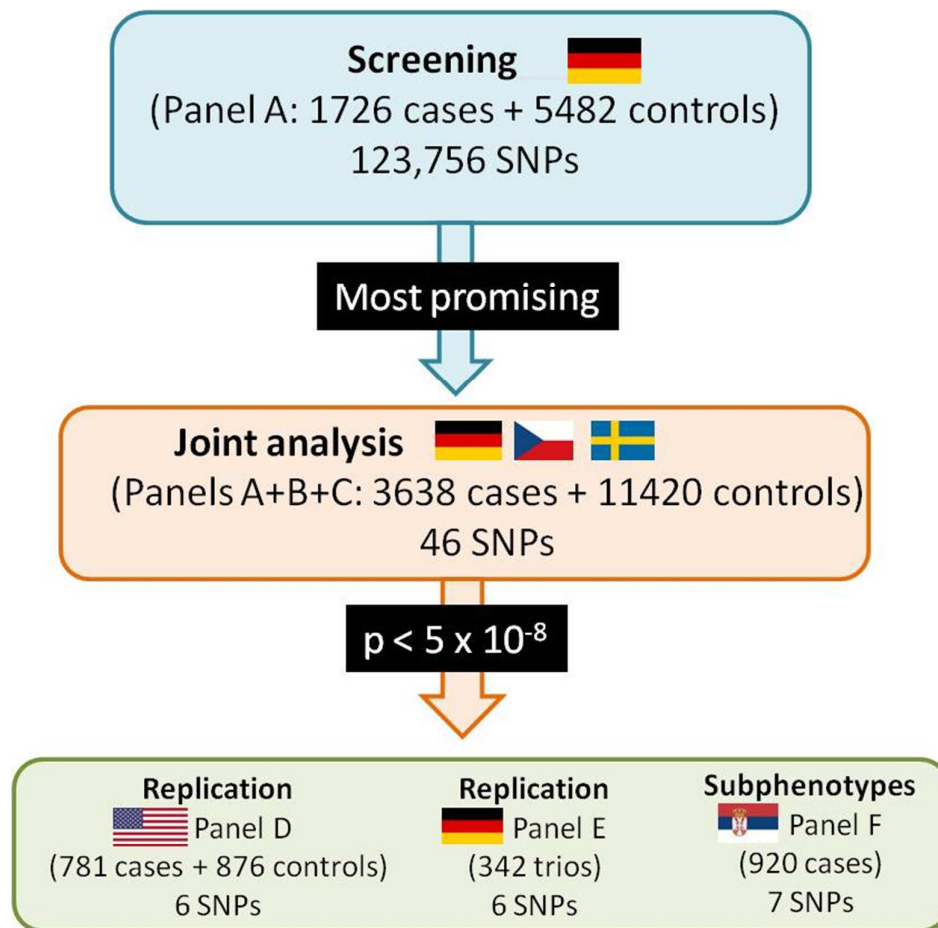 Screening
(Panel A: 1726 cases + 5482 controls)
123,756 SNPs
Most promising
Joint analysis
(Panels A+B+C: 3638 cases + 11420 controls)
46 SNPs
p < 5 x 10⁻⁸
Replication
Panel D
(781 cases + 876 controls)
6 SNPs
Replication
Panel E
(342 trios)
6 SNPs
Subphenotypes
Panel F
(920 cases)
7 SNPs